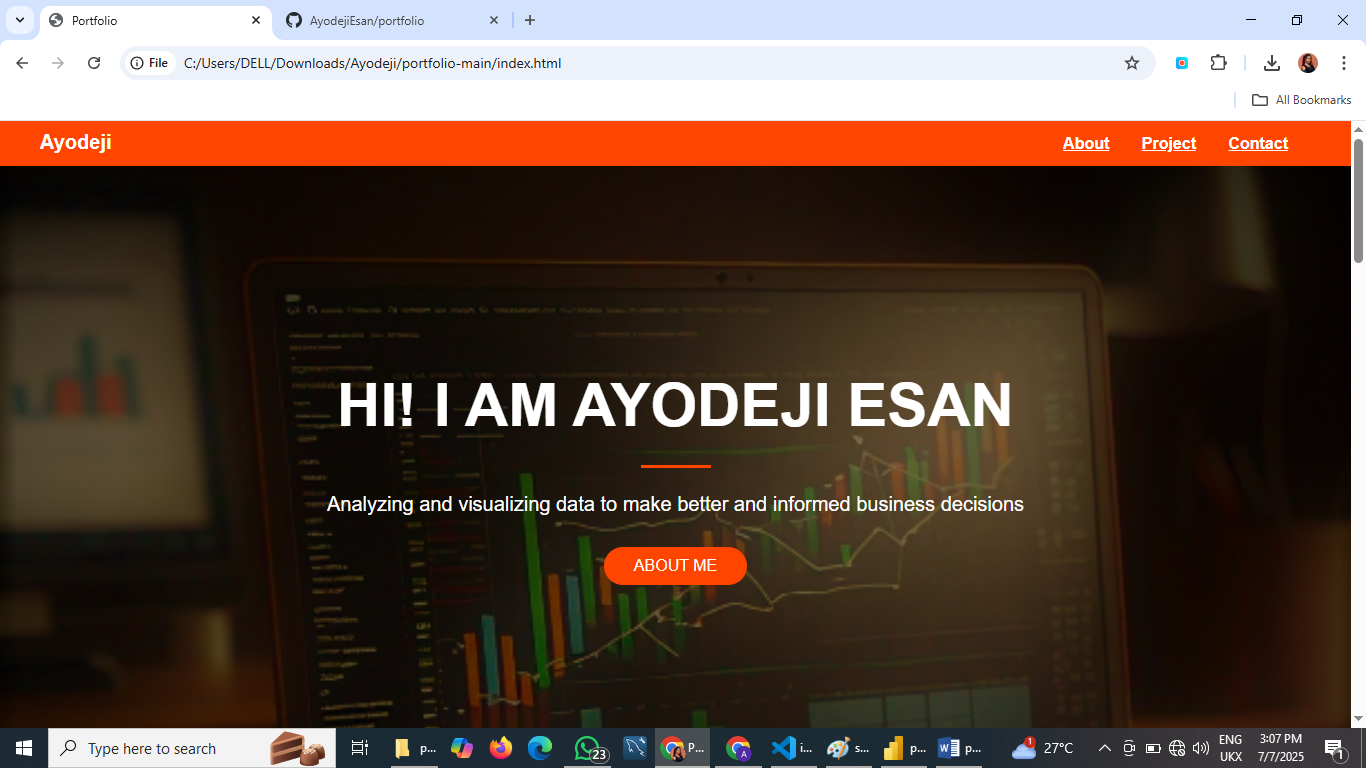 Portfolio
AyodejiEsan/portfolio
File
C:/Users/DELL/Downloads/Ayodeji/portfolio-main/index.html
All Bookmarks
Ayodeji
About
Project
Contact
HI! I AM AYODEJI ESAN
Analyzing and visualizing data to make better and informed business decisions
ABOUT ME
Type here to search
p...
23
P...
A
i...
s...
p...
p...
1
27°C
ENG
UKX
3:07 PM
7/7/2025
1